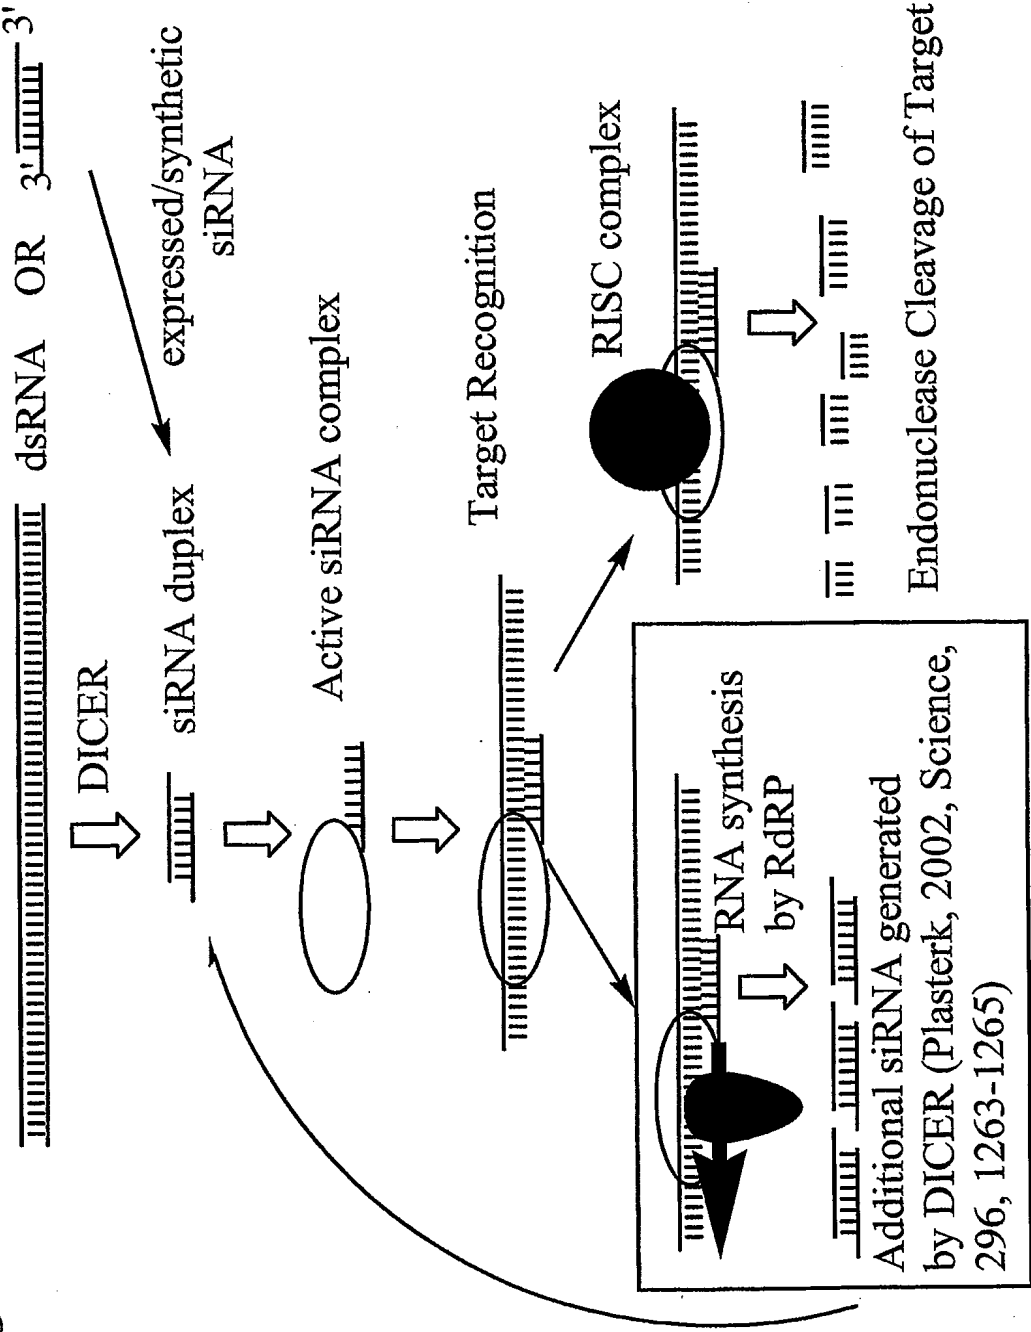 dsRNA OR 3' 3'
DICER
expressed/synthetic
siRNA
siRNA duplex
Active siRNA complex
Target Recognition
RISC complex
RNA synthesis
by RdRP
Additional siRNA generated
by DICER (Plasterk, 2002, Science,
296, 1263-1265)
Endonuclease Cleavage of Target